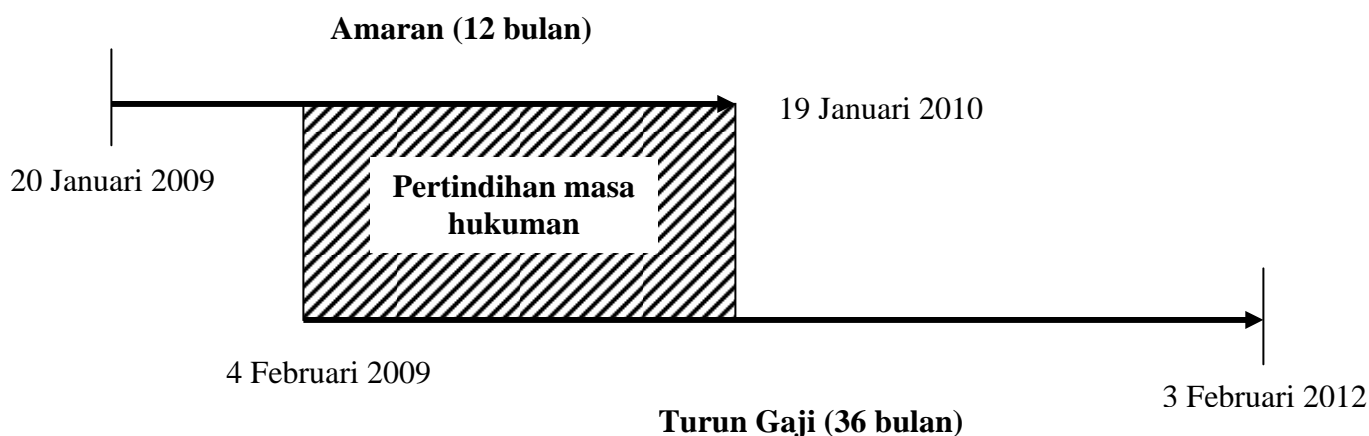 Amaran (12 bulan)
19 Januari 2010
20 Januari 2009
Pertindihan masa
hukuman
4 Februari 2009
3 Februari 2012
Turun Gaji (36 bulan)